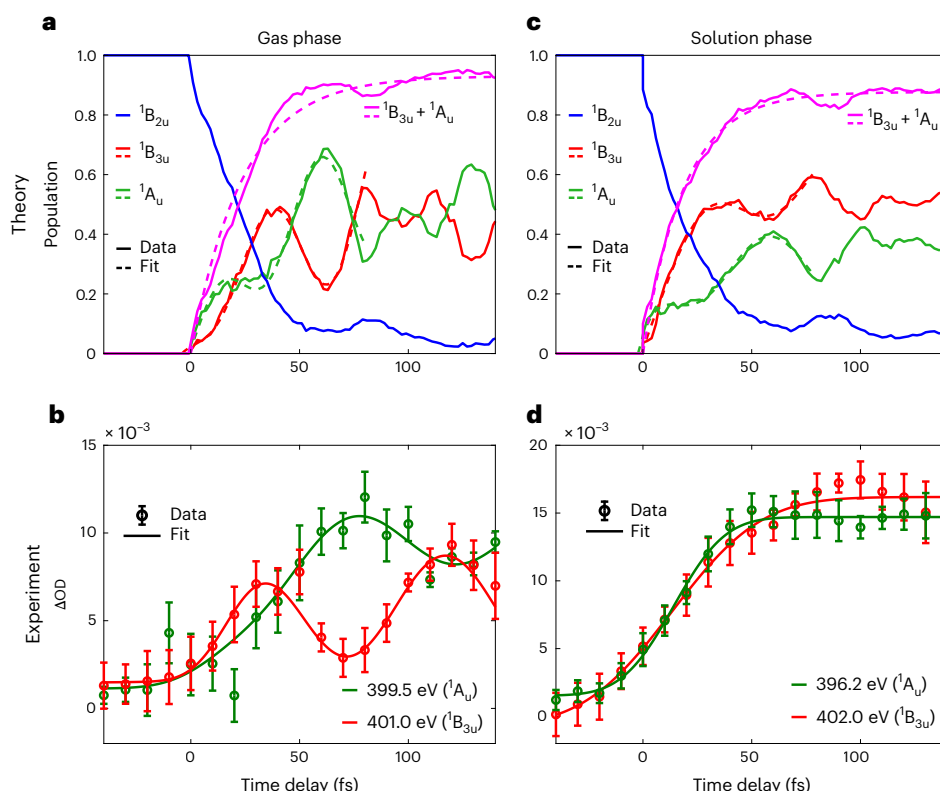 a
Gas phase
c
Solution phase
Theory
Population
1.0
0.8
0.6
0.4
0.2
0
¹B₂ᵤ
¹B₃ᵤ
¹Aᵤ
Data
Fit
¹B₃ᵤ + ¹Aᵤ
0
50
100
1.0
0.8
0.6
0.4
0.2
0
¹B₂ᵤ
¹B₃ᵤ
¹Aᵤ
Data
Fit
¹B₃ᵤ + ¹Aᵤ
0
50
100
b
× 10⁻³
Experiment
ΔOD
15
10
5
0
Data
Fit
399.5 eV (¹Aᵤ)
401.0 eV (¹B₃ᵤ)
0
50
100
Time delay (fs)
d
× 10⁻³
20
15
10
5
0
Data
Fit
396.2 eV (¹Aᵤ)
402.0 eV (¹B₃ᵤ)
0
50
100
Time delay (fs)